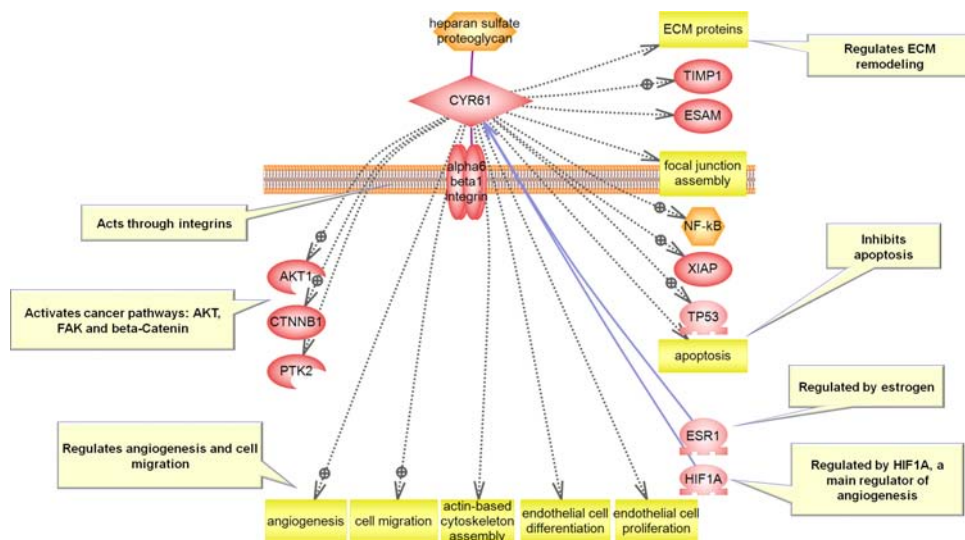 heparan sulfate
proteoglycan
ECM proteins
Regulates ECM
remodeling
TIMP1
CYR61
ESAM
alpha6
beta1
integrin
focal junction
assembly
Acts through integrins
NF-kB
Inhibits
apoptosis
XIAP
AKT1
Activates cancer pathways: AKT,
FAK and beta-Catenin
CTNNB1
TP53
apoptosis
PTK2
Regulated by estrogen
ESR1
Regulates angiogenesis and cell
migration
HIF1A
Regulated by HIF1A, a
main regulator of
angiogenesis
angiogenesis
cell migration
actin-based
cytoskeleton
assembly
endothelial cell
differentiation
endothelial cell
proliferation